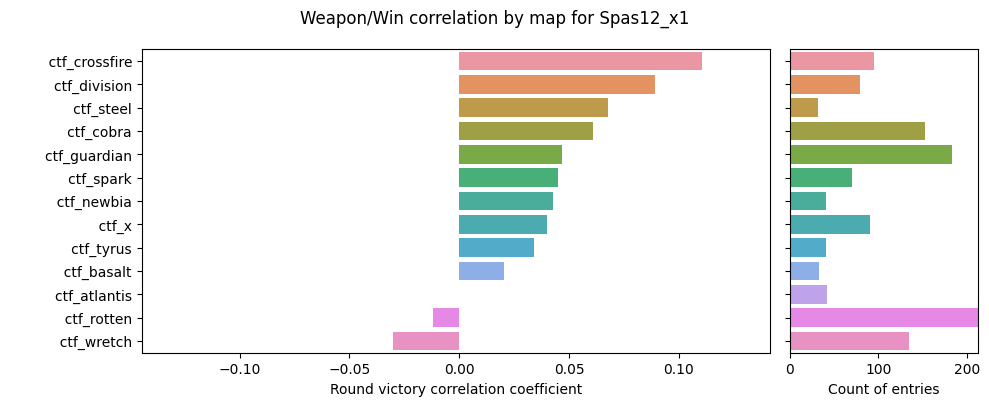 Weapon/Win correlation by map for Spas12_x1
ctf_crossfire
ctf_division
ctf_steel
ctf_cobra
ctf_guardian
ctf_spark
ctf_newbia
ctf_x
ctf_tyrus
ctf_basalt
ctf_atlantis
ctf_rotten
ctf_wretch
−0.10 −0.05 0.00 0.05 0.10
Round victory correlation coefficient
0 100 200
Count of entries